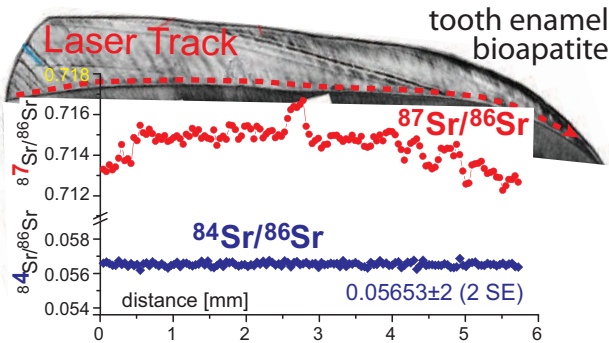 tooth enamel
bioapatite
Laser Track
0.718
0.716
87Sr/86Sr
87Sr/86Sr
0.714
0.712
84Sr/86Sr
84Sr/86Sr
0.058
0.056
0.05653±2 (2 SE)
0.054
distance [mm]
0 1 2 3 4 5 6